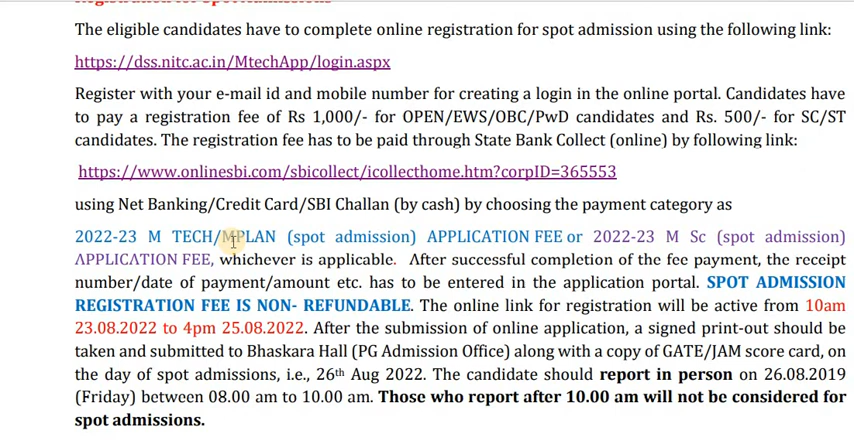 Registration for Spot Admissions
The eligible candidates have to complete online registration for spot admission using the following link:
https://dss.nitc.ac.in/MtechApp/login.aspx
Register with your e-mail id and mobile number for creating a login in the online portal. Candidates have
to pay a registration fee of Rs 1,000/- for OPEN/EWS/OBC/PwD candidates and Rs. 500/- for SC/ST
candidates. The registration fee has to be paid through State Bank Collect (online) by following link:
https://www.onlinesbi.com/sbicollect/icollecthome.htm?corpID=365553
using Net Banking/Credit Card/SBI Challan (by cash) by choosing the payment category as
2022-23 M TECH/MPLAN (spot admission) APPLICATION FEE or 2022-23 M Sc (spot admission)
APPLICATION FEE, whichever is applicable. After successful completion of the fee payment, the receipt
number/date of payment/amount etc. has to be entered in the application portal. SPOT ADMISSION
REGISTRATION FEE IS NON- REFUNDABLE. The online link for registration will be active from 10am
23.08.2022 to 4pm 25.08.2022. After the submission of online application, a signed print-out should be
taken and submitted to Bhaskara Hall (PG Admission Office) along with a copy of GATE/JAM score card, on
the day of spot admissions, i.e., 26th Aug 2022. The candidate should report in person on 26.08.2019
(Friday) between 08.00 am to 10.00 am. Those who report after 10.00 am will not be considered for
spot admissions.